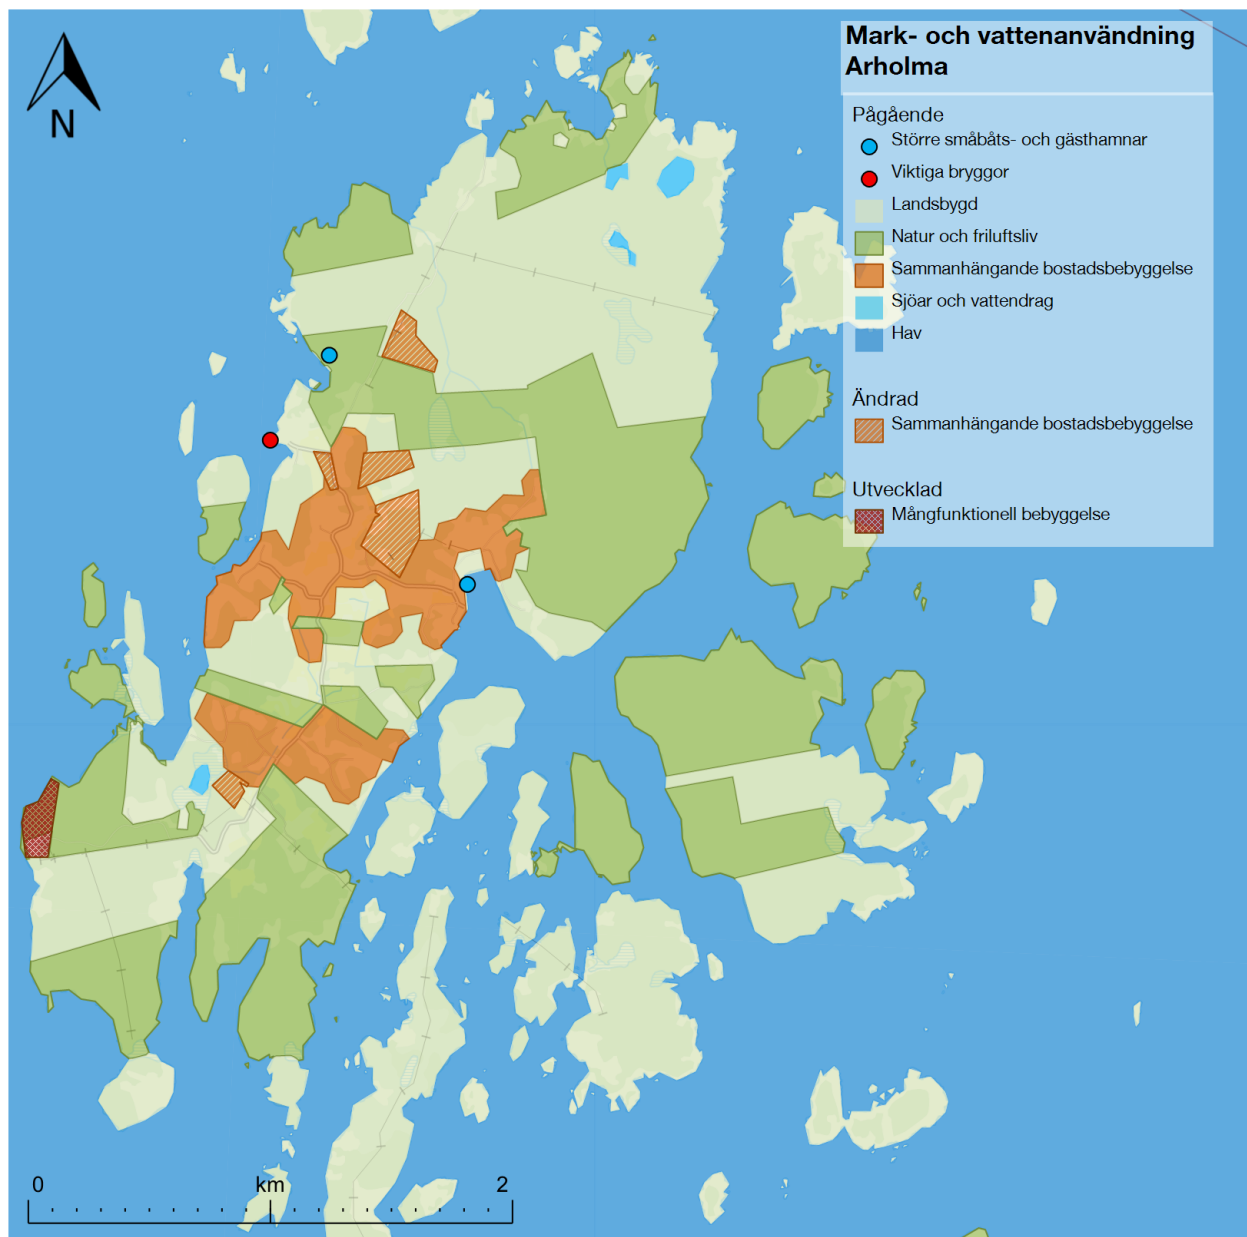 Mark- och vattenanvändning
Arholma
N
Pågående
Större småbåts- och gästhamnar
Viktiga bryggor
Landsbygd
Natur och friluftsliv
Sammanhängande bostadsbebyggelse
Sjöar och vattendrag
Hav
Ändrad
Sammanhängande bostadsbebyggelse
Utvecklad
Mångfunktionell bebyggelse
0 km 2